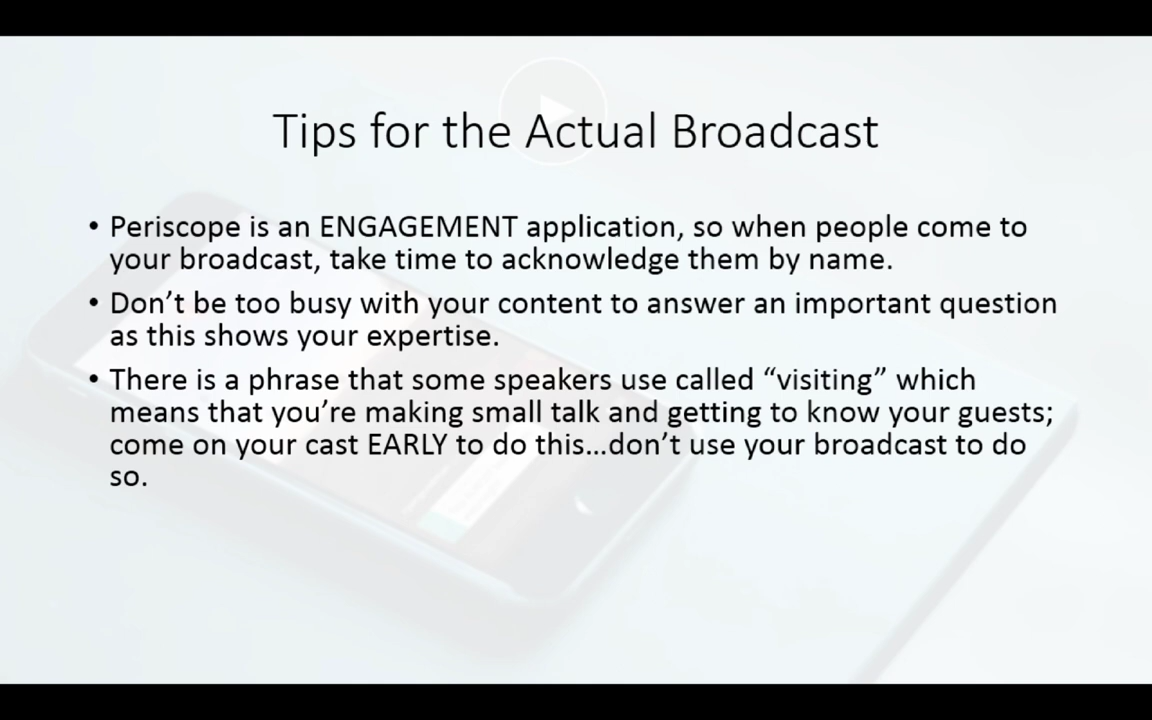 Tips for the Actual Broadcast
• Periscope is an ENGAGEMENT application, so when people come to
your broadcast, take time to acknowledge them by name.
• Don’t be too busy with your content to answer an important question
as this shows your expertise.
• There is a phrase that some speakers use called “visiting” which
means that you’re making small talk and getting to know your guests;
come on your cast EARLY to do this…don’t use your broadcast to do
so.